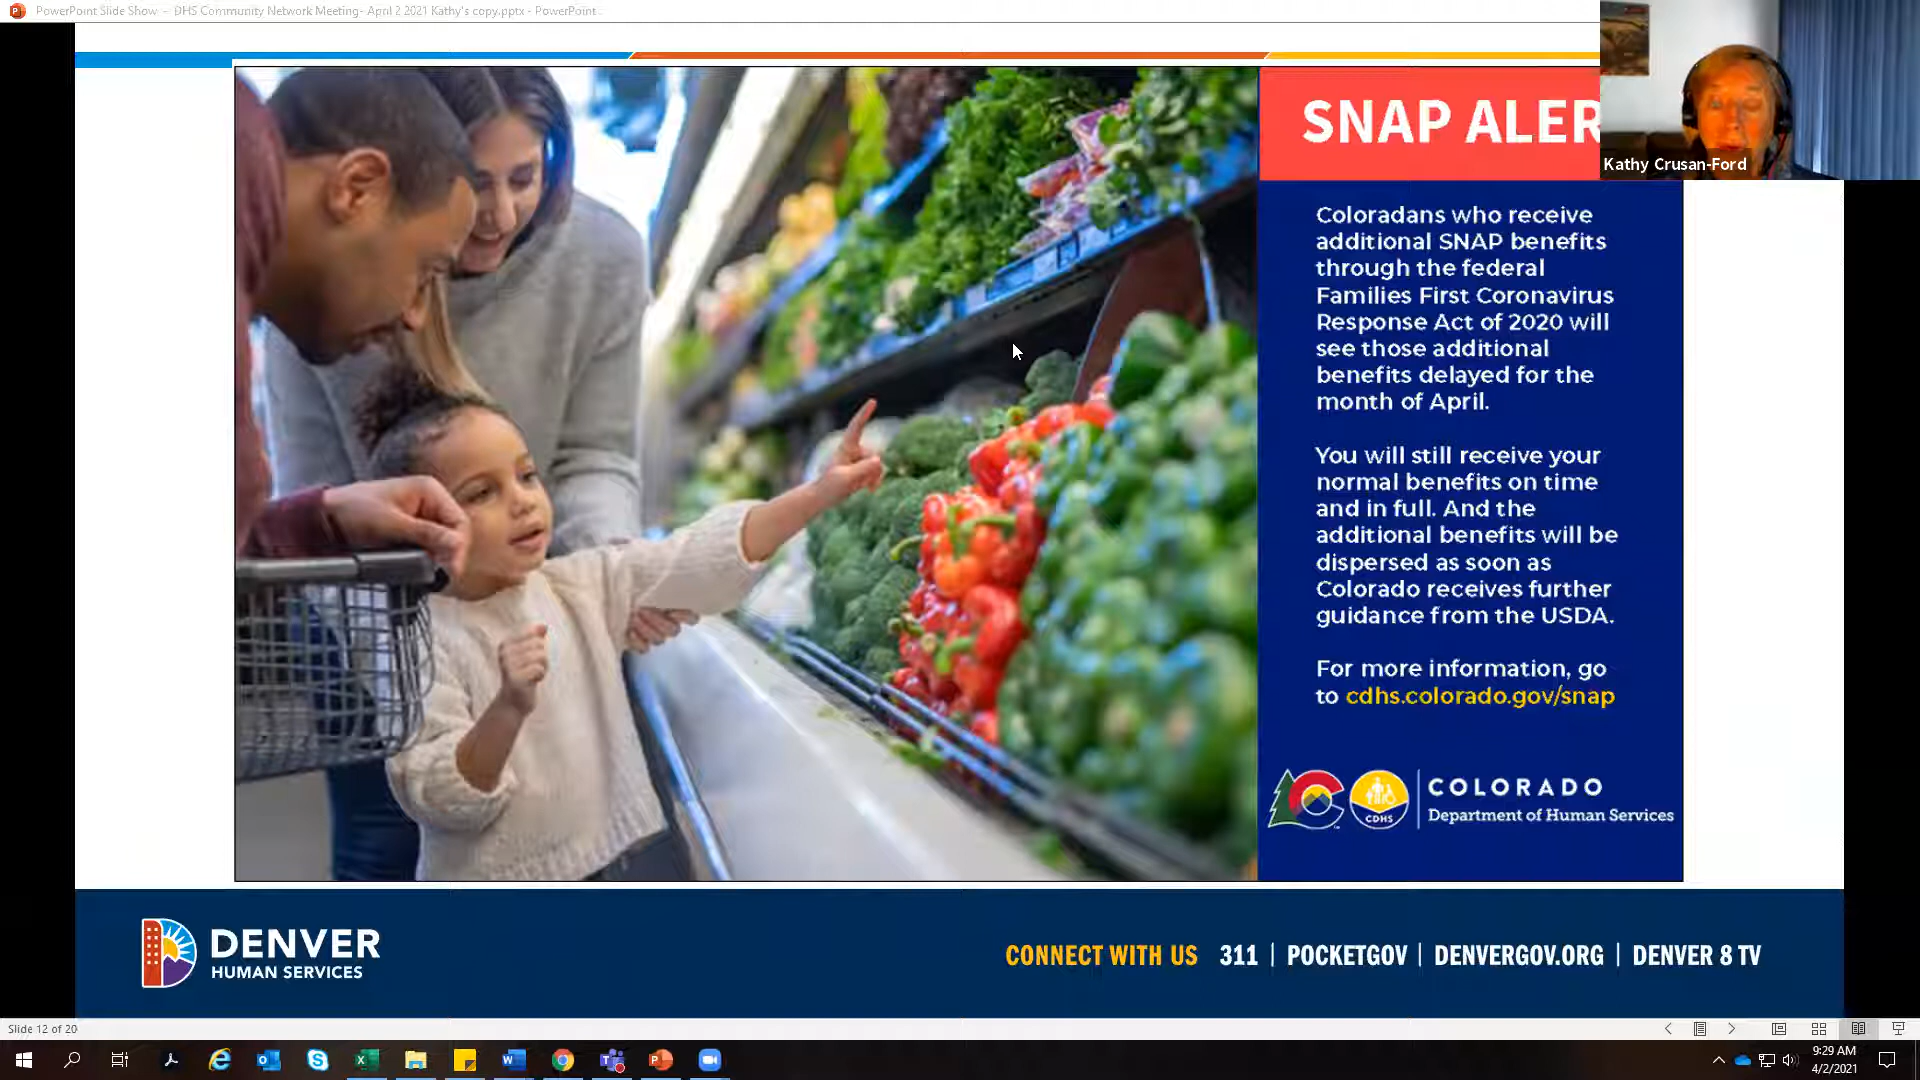 PowerPoint Slide Show - DHS Community Network Meeting- April 2 2021 Kathy's copy.pptx - PowerPoint
SNAP ALER
Kathy Crusan-Ford
Coloradans who receive
additional SNAP benefits
through the federal
Families First Coronavirus
Response Act of 2020 will
see those additional
benefits delayed for the
month of April.
You will still receive your
normal benefits on time
and in full. And the
additional benefits will be
dispersed as soon as
Colorado receives further
guidance from the USDA.
For more information, go
to cdhs.colorado.gov/snap
CDHS
COLORADO
Department of Human Services
DENVER
HUMAN SERVICES
CONNECT WITH US 311 | POCKETGOV | DENVERGOV.ORG | DENVER 8 TV
Slide 12 of 20
9:29 AM
4/2/2021